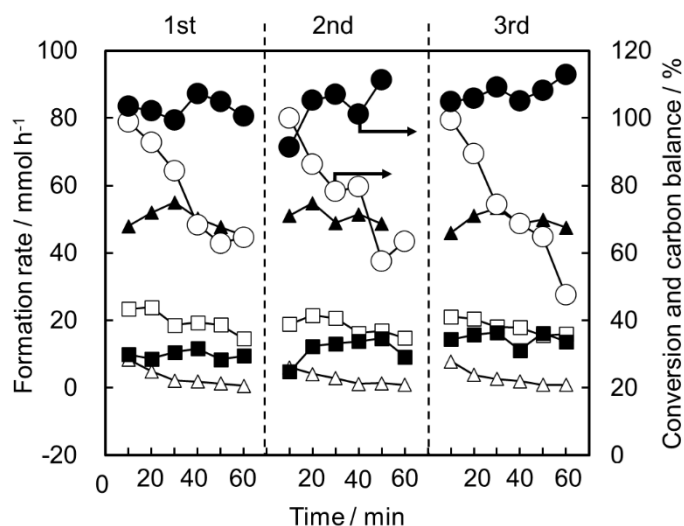 1st 2nd 3rd
100
80
60
40
20
0
-20
Formation rate / mmol h⁻¹
120
100
80
60
40
20
0
Conversion and carbon balance / %
0 20 40 60 20 40 60 20 40 60
Time / min